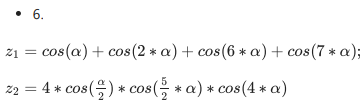 • 6.
z₁ = cos(α) + cos(2 * α) + cos(6 * α) + cos(7 * α);
z₂ = 4 * cos(α/2) * cos(5/2 * α) * cos(4 * α)